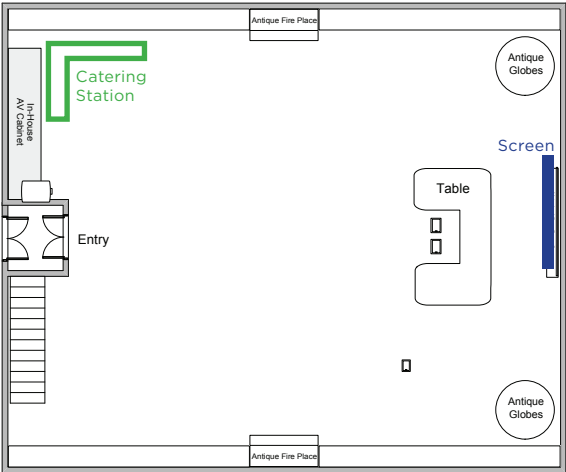 Antique Fire Place
Antique
Globes
Catering
Station
In-House
AV Cabinet
Screen
Table
Entry
Antique
Globes
Antique Fire Place